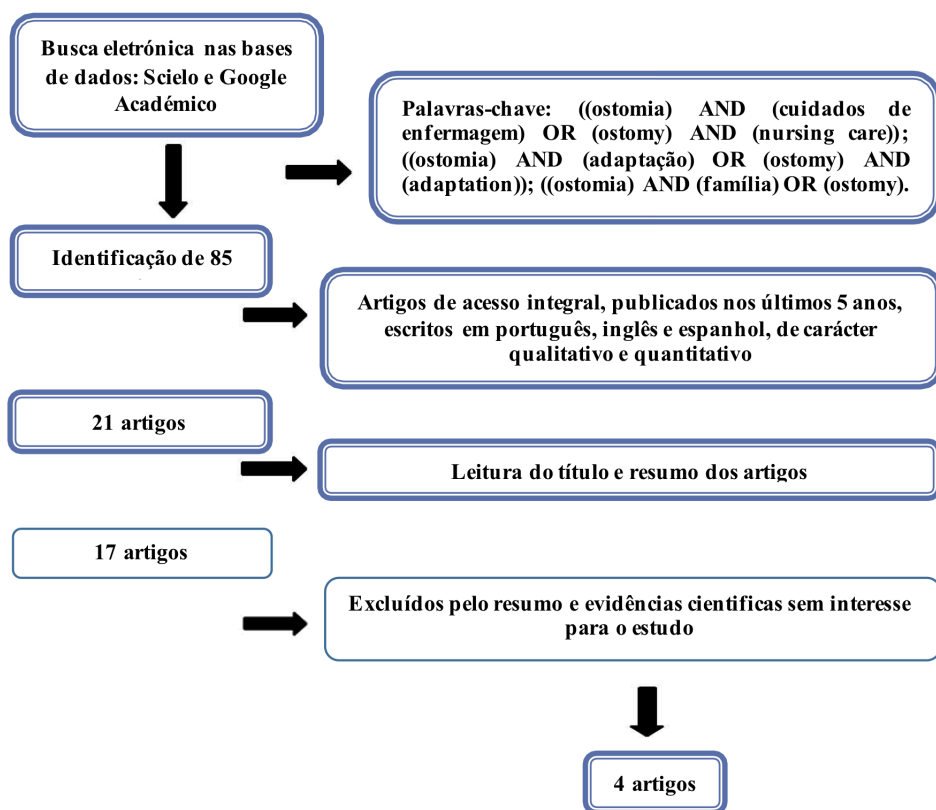 Busca eletrónica nas bases
de dados: Scielo e Google
Académico
Palavras-chave: ((ostomia) AND (cuidados de
enfermagem) OR (ostomy) AND (nursing care));
((ostomia) AND (adaptação) OR (ostomy) AND
(adaptation)); ((ostomia) AND (família) OR (ostomy).
Identificação de 85
Artigos de acesso integral, publicados nos últimos 5 anos,
escritos em português, inglês e espanhol, de carácter
qualitativo e quantitativo
21 artigos
Leitura do título e resumo dos artigos
17 artigos
Excluídos pelo resumo e evidências cientificas sem interesse
para o estudo
4 artigos